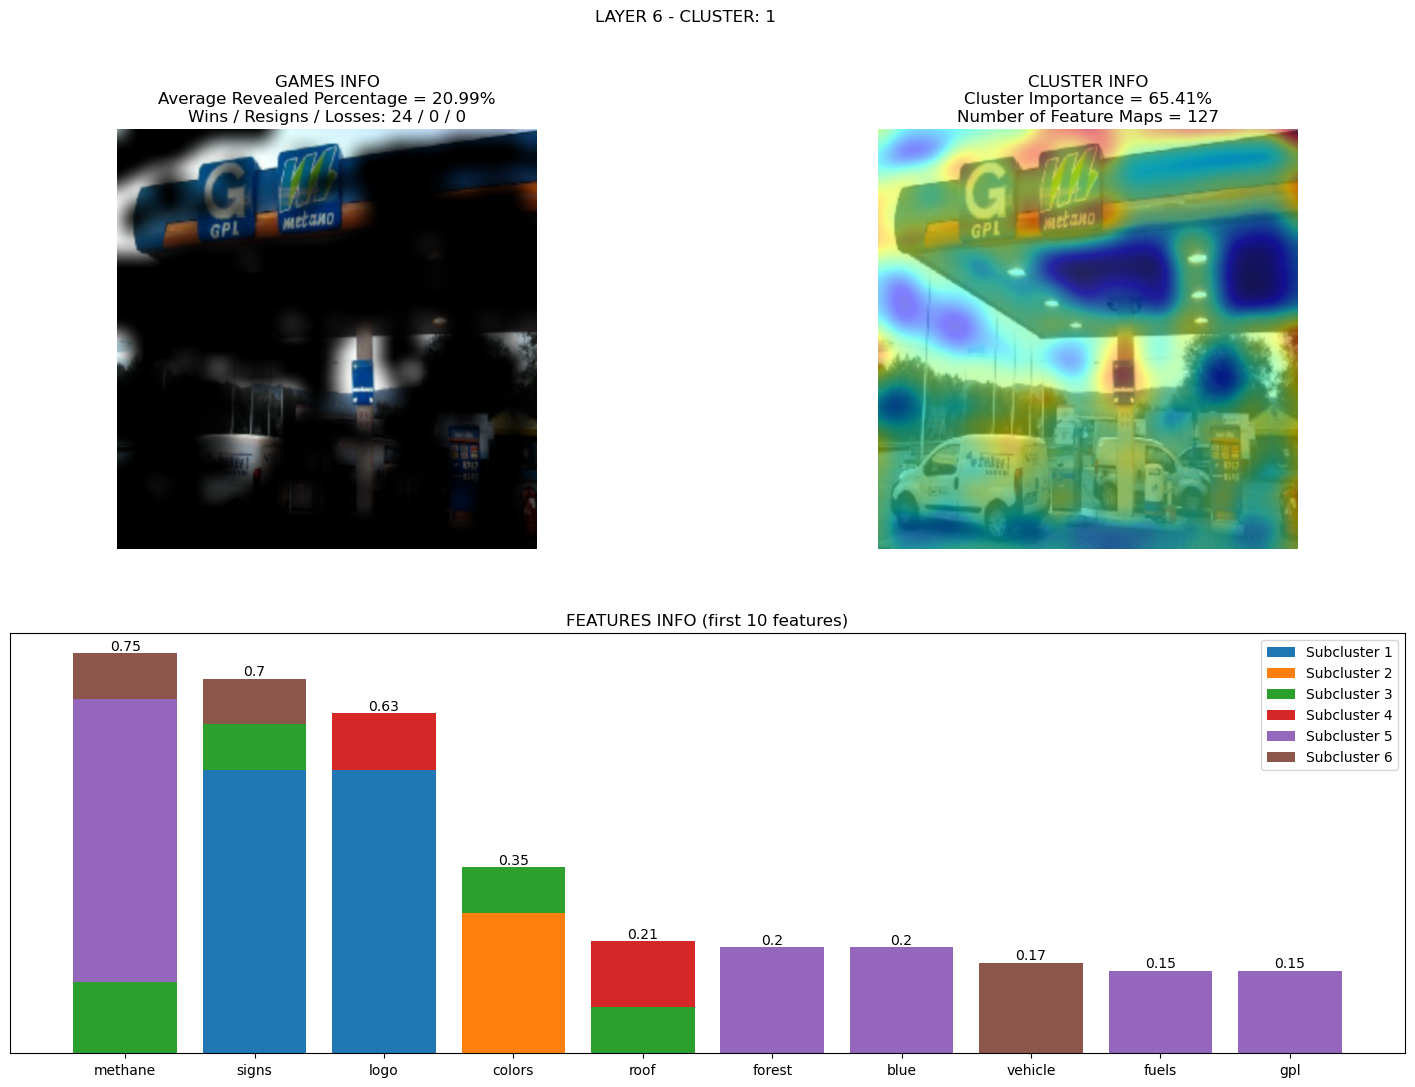 LAYER 6 - CLUSTER: 1
GAMES INFO
Average Revealed Percentage = 20.99%
Wins / Resigns / Losses: 24 / 0 / 0
CLUSTER INFO
Cluster Importance = 65.41%
Number of Feature Maps = 127
G
GPL
metano
G
GPL
metano
FEATURES INFO (first 10 features)
0.75
0.7
0.63
0.35
0.21
0.2
0.2
0.17
0.15
0.15
Subcluster 1
Subcluster 2
Subcluster 3
Subcluster 4
Subcluster 5
Subcluster 6
methane
signs
logo
colors
roof
forest
blue
vehicle
fuels
gpl